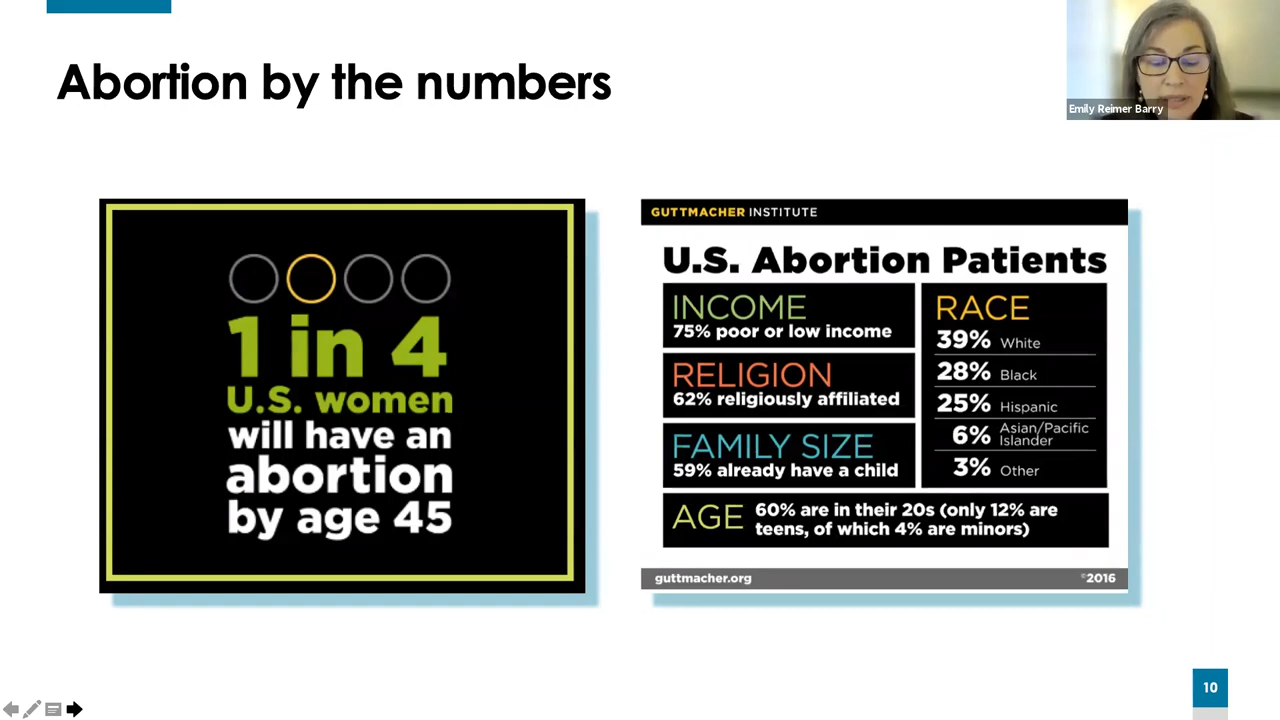 Abortion by the numbers
Emily Reimer Barry
1 in 4
U.S. women
will have an
abortion
by age 45
GUTTMACHER INSTITUTE
U.S. Abortion Patients
INCOME
75% poor or low income
RELIGION
62% religiously affiliated
FAMILY SIZE
59% already have a child
RACE
39% White
28% Black
25% Hispanic
6% Asian/Pacific
Islander
3% Other
AGE 60% are in their 20s (only 12% are
teens, of which 4% are minors)
guttmacher.org ©2016
10